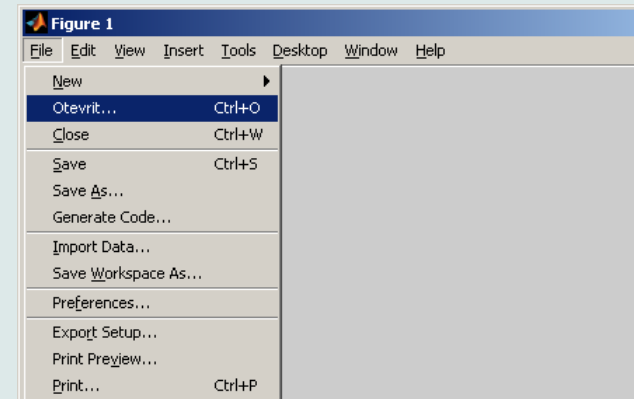 Figure 1
File Edit View Insert Tools Desktop Window Help
New
Otevrit... Ctrl+O
Close Ctrl+W
Save Ctrl+S
Save As...
Generate Code...
Import Data...
Save Workspace As...
Preferences...
Export Setup...
Print Preview...
Print... Ctrl+P